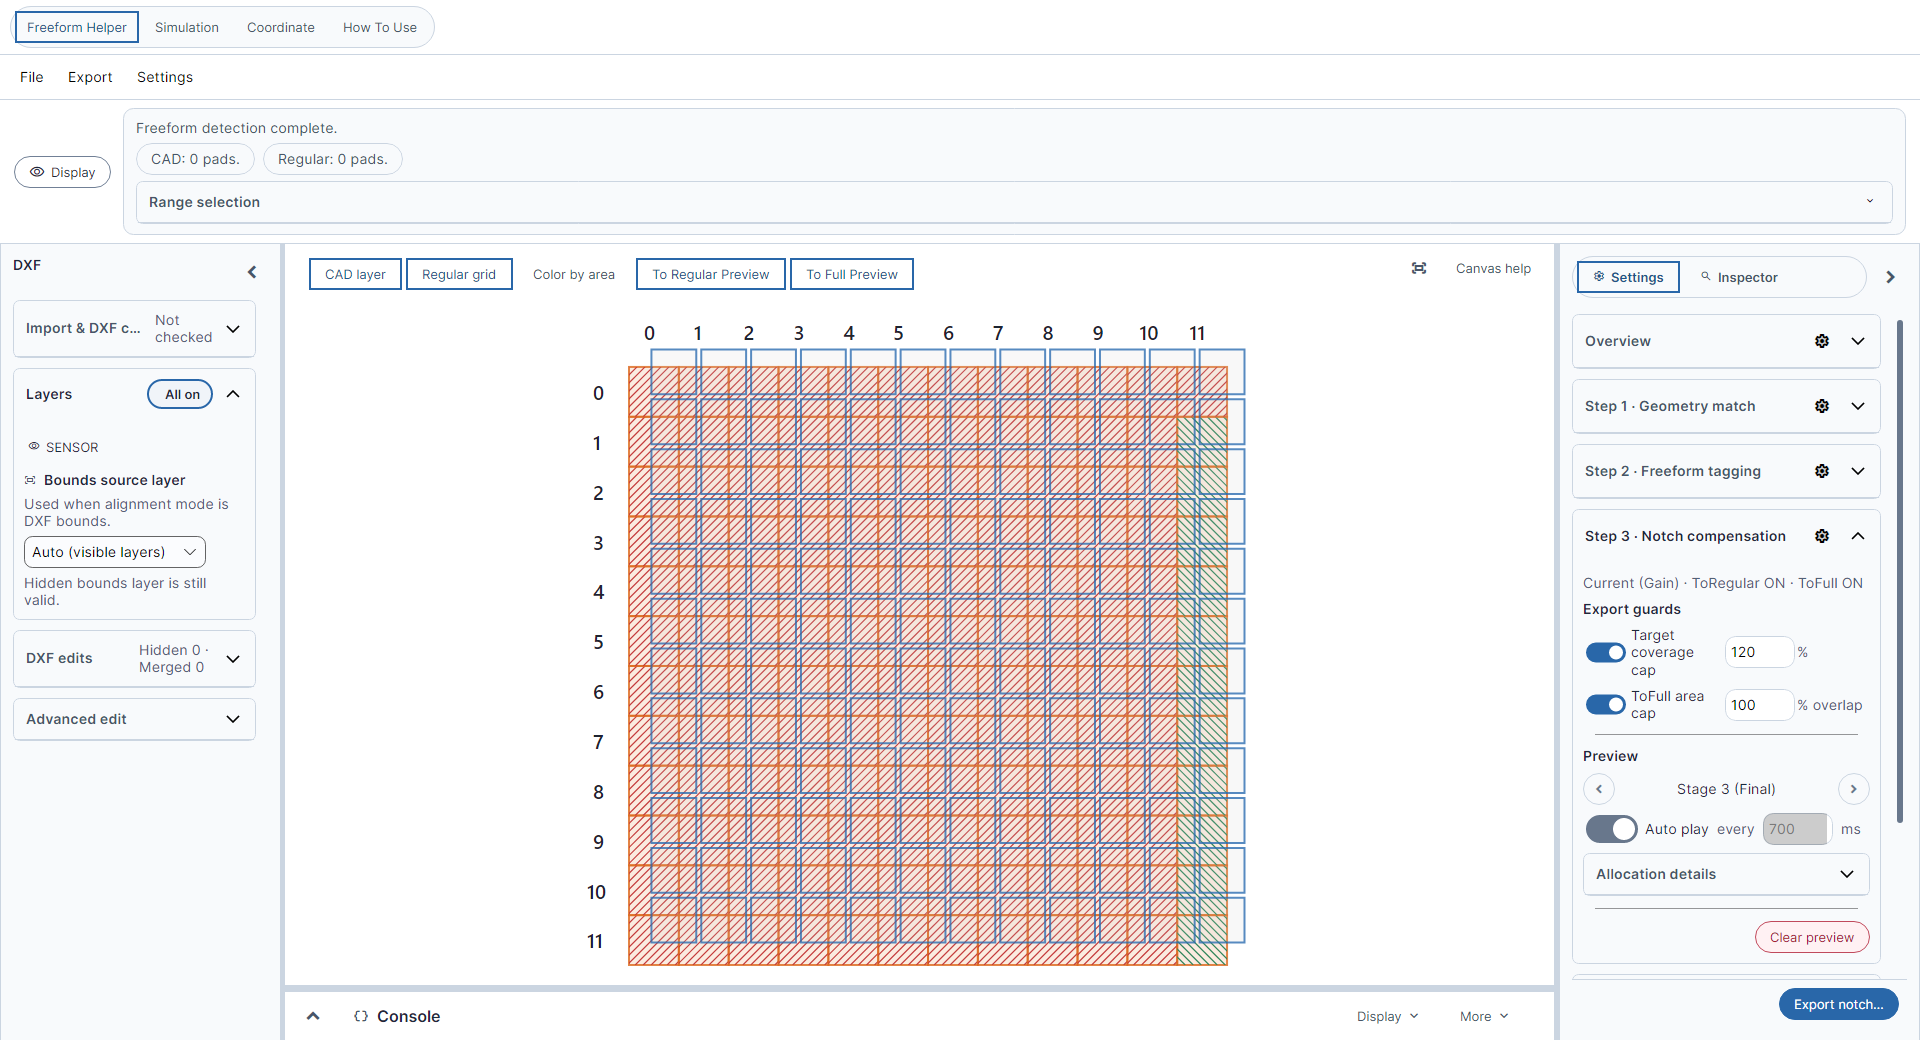 Freeform Helper
Simulation
Coordinate
How To Use
File
Export
Settings
Display
Freeform detection complete.
CAD: 0 pads.
Regular: 0 pads.
Range selection
DXF
Import & DXF c...
Not
checked
Layers
All on
SENSOR
Bounds source layer
Used when alignment mode is
DXF bounds.
Auto (visible layers)
Hidden bounds layer is still
valid.
DXF edits
Hidden 0 ·
Merged 0
Advanced edit
CAD layer
Regular grid
Color by area
To Regular Preview
To Full Preview
Canvas help
0 1 2 3 4 5 6 7 8 9 10 11
0
1
2
3
4
5
6
7
8
9
10
11
{} Console
Display
More
Settings
Inspector
Overview
Step 1 · Geometry match
Step 2 · Freeform tagging
Step 3 · Notch compensation
Current (Gain) · ToRegular ON · ToFull ON
Export guards
Target
coverage
cap
120
%
ToFull area
cap
100
% overlap
Preview
Stage 3 (Final)
Auto play
every
700
ms
Allocation details
Clear preview
Export notch...